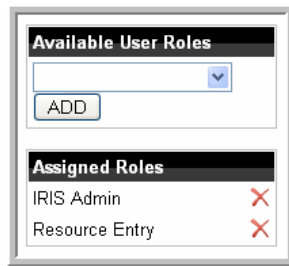 Available User Roles
ADD
Assigned Roles
IRIS Admin
Resource Entry